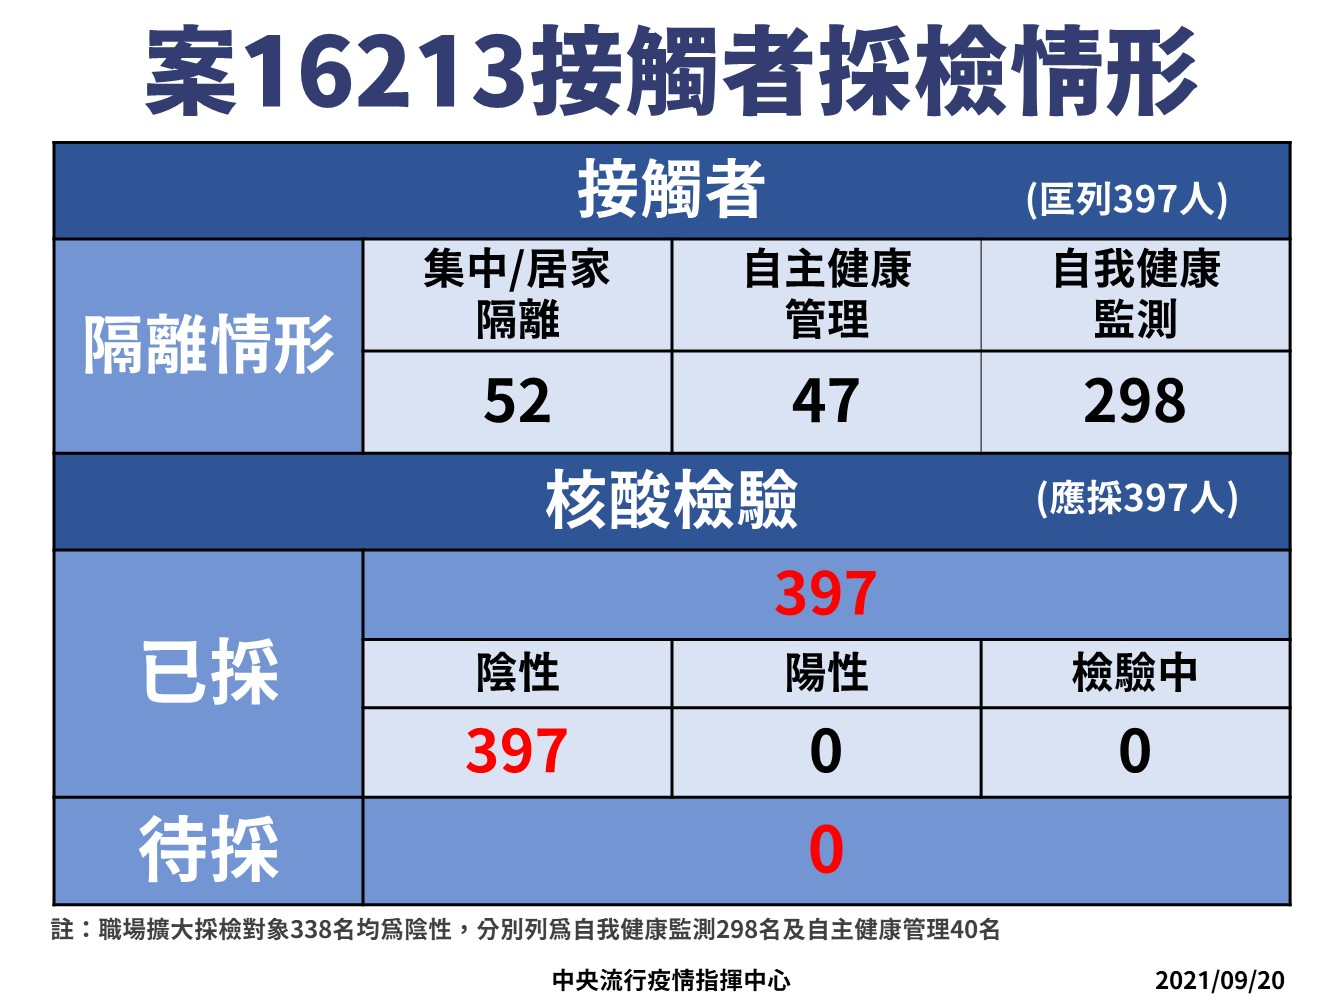 案16213接觸者採檢情形
接觸者
(匡列397人)
隔離情形
集中/居家
隔離
自主健康
管理
自我健康
監測
52
47
298
核酸檢驗
(應採397人)
已採
397
陰性
陽性
檢驗中
397
0
0
待採
0
註：職場擴大採檢對象338名均爲陰性，分別列爲自我健康監測298名及自主健康管理40名
中央流行疫情指揮中心
2021/09/20